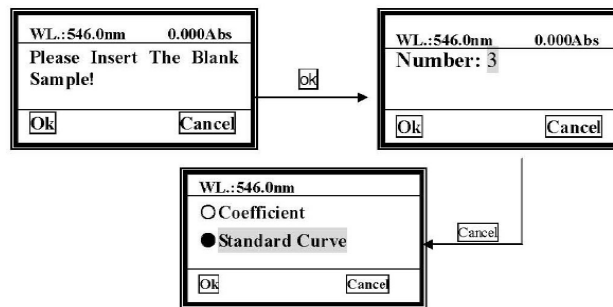 WL.:546.0nm 0.000Abs
Please Insert The Blank
Sample!
Ok Cancel
ok
WL.:546.0nm 0.000Abs
Number: 3
Ok Cancel
Cancel
WL.:546.0nm
Coefficient
Standard Curve
Ok Cancel